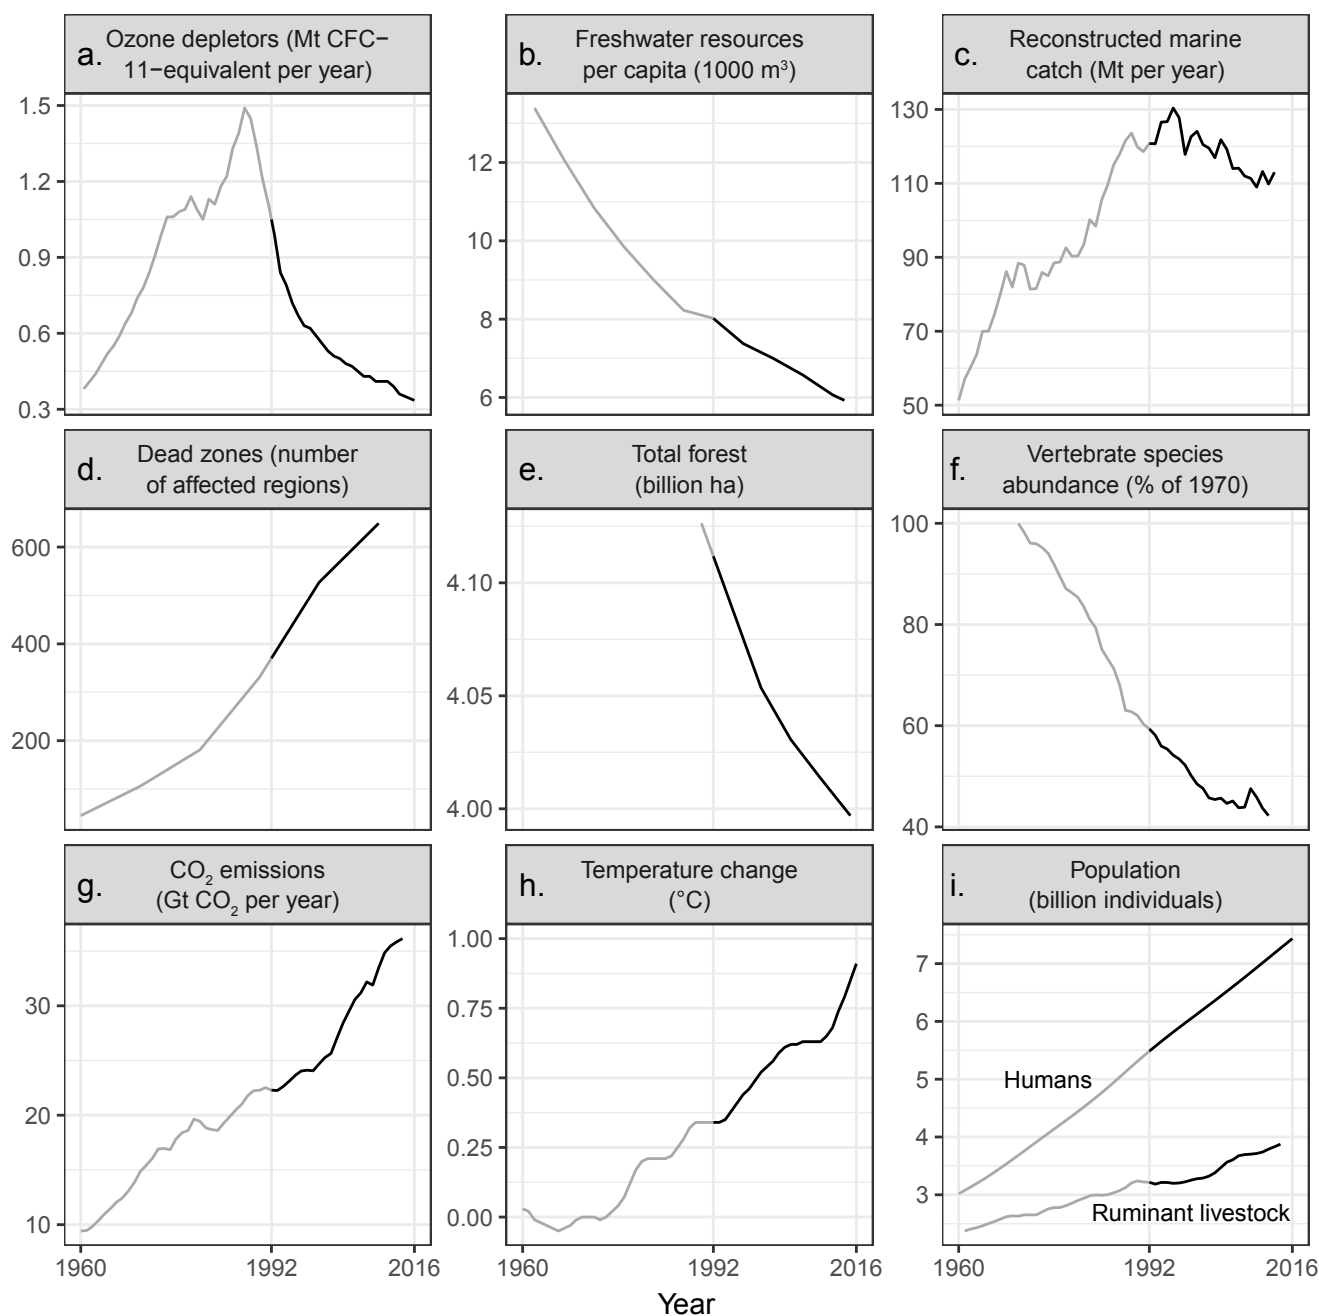 a. Ozone depletors (Mt CFC−
11−equivalent per year)
b. Freshwater resources
per capita (1000 m³)
c. Reconstructed marine
catch (Mt per year)
1.5
1.2
0.9
0.6
0.3
12
10
8
6
130
110
90
70
50
d. Dead zones (number
of affected regions)
e. Total forest
(billion ha)
f. Vertebrate species
abundance (% of 1970)
600
400
200
4.10
4.05
4.00
100
80
60
40
g. CO₂ emissions
(Gt CO₂ per year)
h. Temperature change
(°C)
i. Population
(billion individuals)
30
20
10
1.00
0.75
0.50
0.25
0.00
7
6
5
4
3
Humans
Ruminant livestock
1960 1992 2016
1960 1992 2016
1960 1992 2016
Year